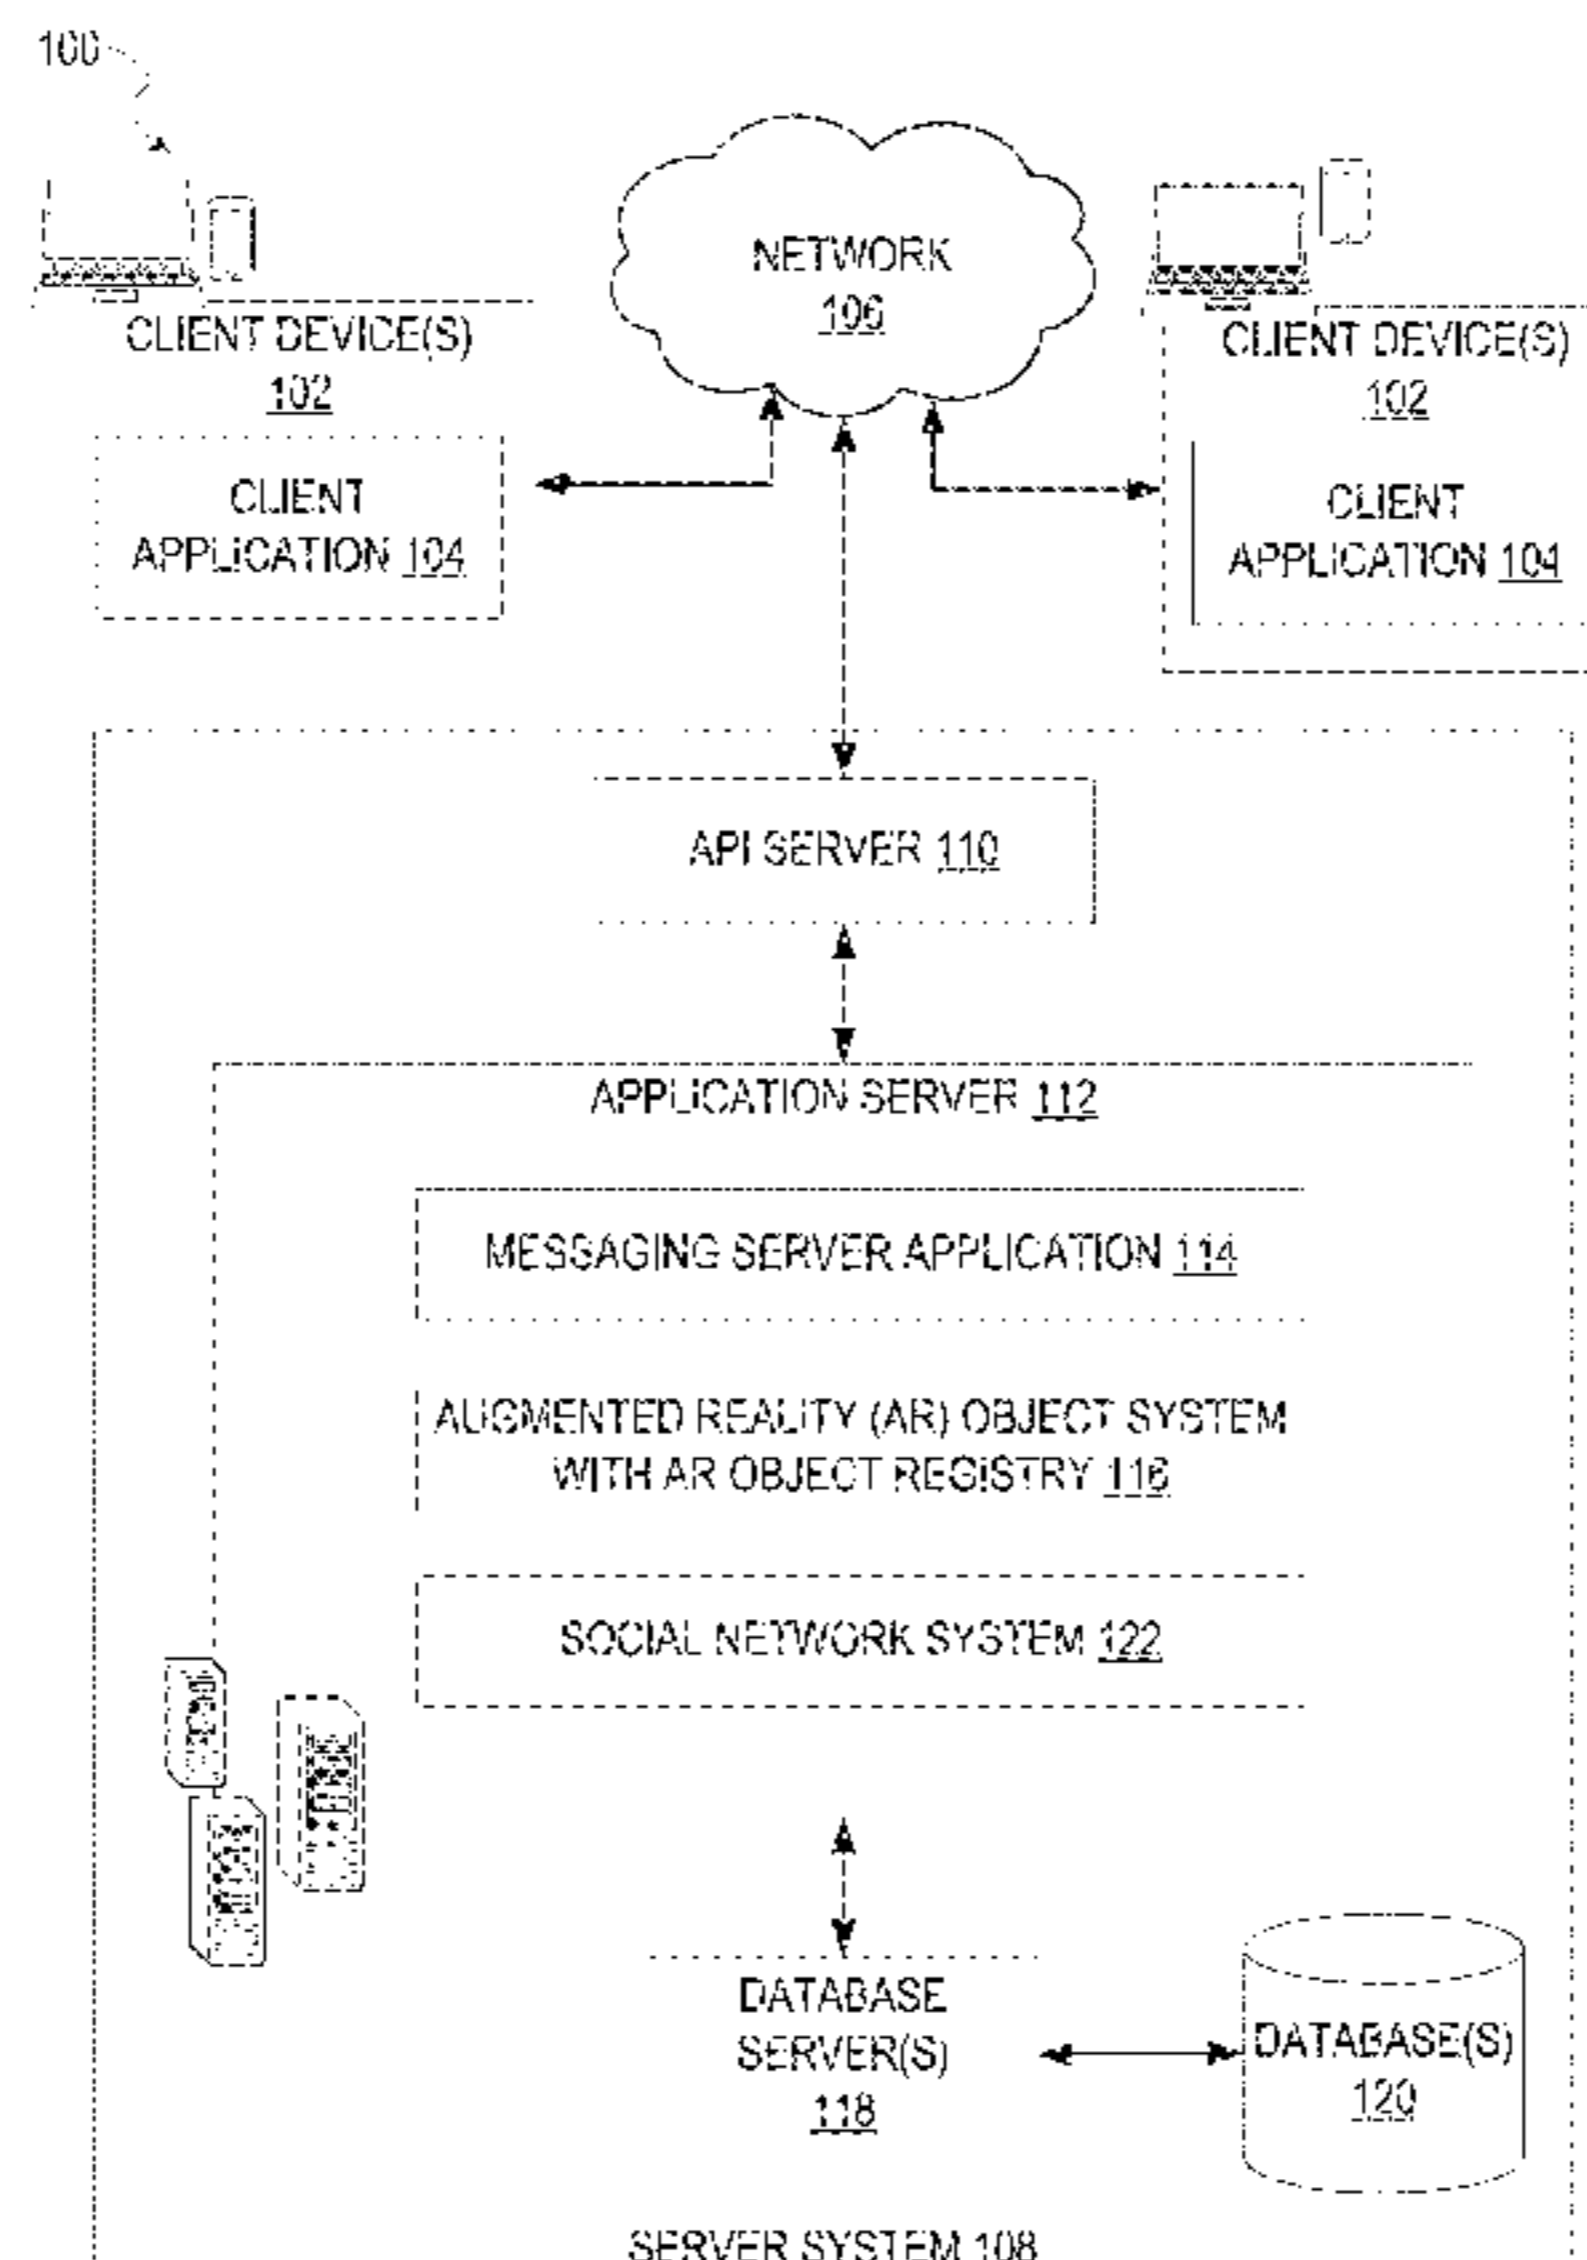 100
NETWORK
106
CLIENT DEVICE(S)
102
CLIENT
APPLICATION 104
CLIENT DEVICE(S)
102
CLIENT
APPLICATION 104
API SERVER 110
APPLICATION SERVER 112
MESSAGING SERVER APPLICATION 114
AUGMENTED REALITY (AR) OBJECT SYSTEM
WITH AR OBJECT REGISTRY 116
SOCIAL NETWORK SYSTEM 122
DATABASE
SERVER(S)
118
DATABASE(S)
120
SERVER SYSTEM 108